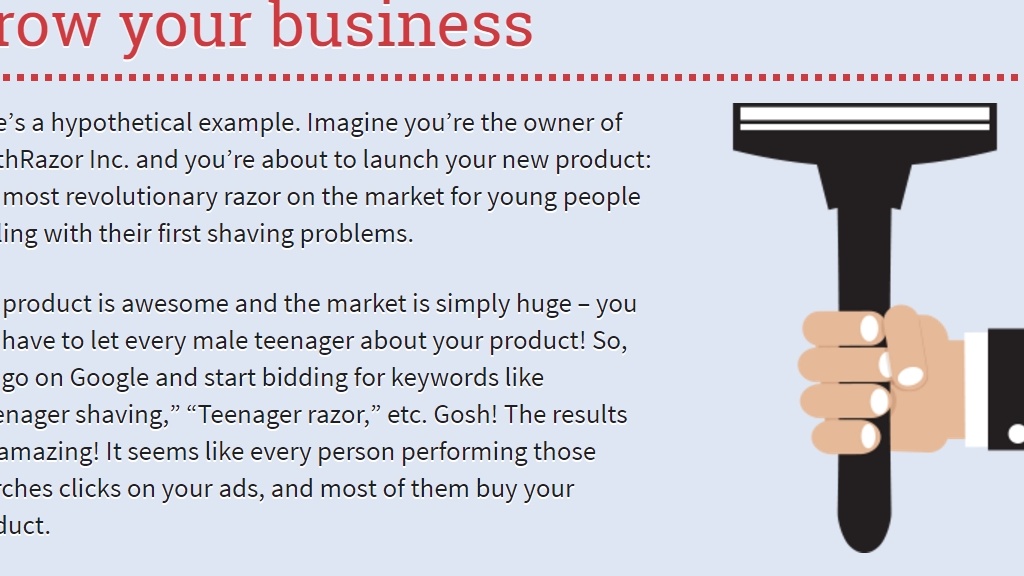 row your business
e’s a hypothetical example. Imagine you’re the owner of
thRazor Inc. and you’re about to launch your new product:
most revolutionary razor on the market for young people
ling with their first shaving problems.
product is awesome and the market is simply huge – you
have to let every male teenager about your product! So,
go on Google and start bidding for keywords like
enager shaving,” “Teenager razor,” etc. Gosh! The results
amazing! It seems like every person performing those
rches clicks on your ads, and most of them buy your
duct.